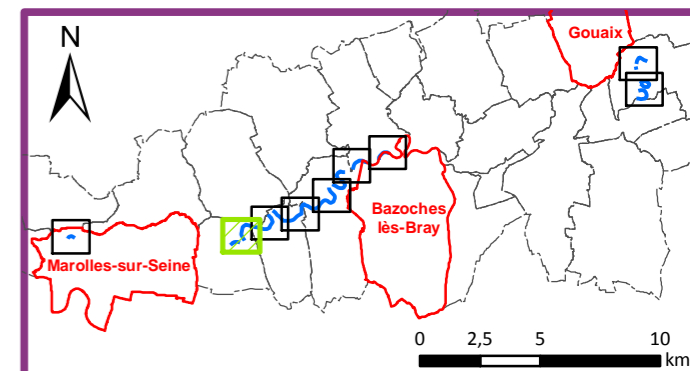 N
Gouaix
Bazoches
lès-Bray
Marolles-sur-Seine
0 2,5 5 10
km